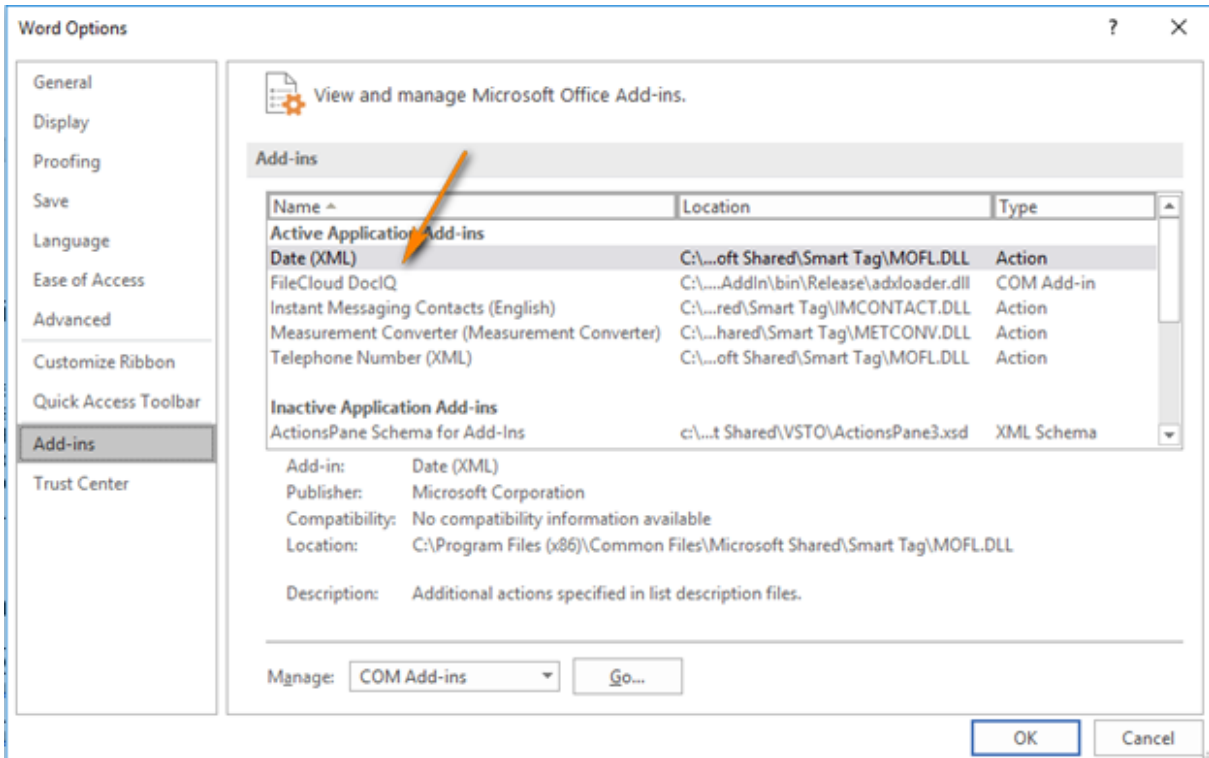 Word Options
?
General
Display
Proofing
Save
Language
Ease of Access
Advanced
Customize Ribbon
Quick Access Toolbar
Add-ins
Trust Center
View and manage Microsoft Office Add-ins.
Add-ins
Name Location Type
Active Application Add-ins
Date (XML) C:\...oft Shared\Smart Tag\MOFL.DLL Action
FileCloud DocIQ C:\....AddIn\bin\Release\adxloader.dll COM Add-in
Instant Messaging Contacts (English) C:\...red\Smart Tag\IMCONTACT.DLL Action
Measurement Converter (Measurement Converter) C:\...hared\Smart Tag\METCONV.DLL Action
Telephone Number (XML) C:\...oft Shared\Smart Tag\MOFL.DLL Action
Inactive Application Add-ins
ActionsPane Schema for Add-Ins c:\...t Shared\VSTO\ActionsPane3.xsd XML Schema
Add-in: Date (XML)
Publisher: Microsoft Corporation
Compatibility: No compatibility information available
Location: C:\Program Files (x86)\Common Files\Microsoft Shared\Smart Tag\MOFL.DLL
Description: Additional actions specified in list description files.
Manage: COM Add-ins Go...
OK Cancel